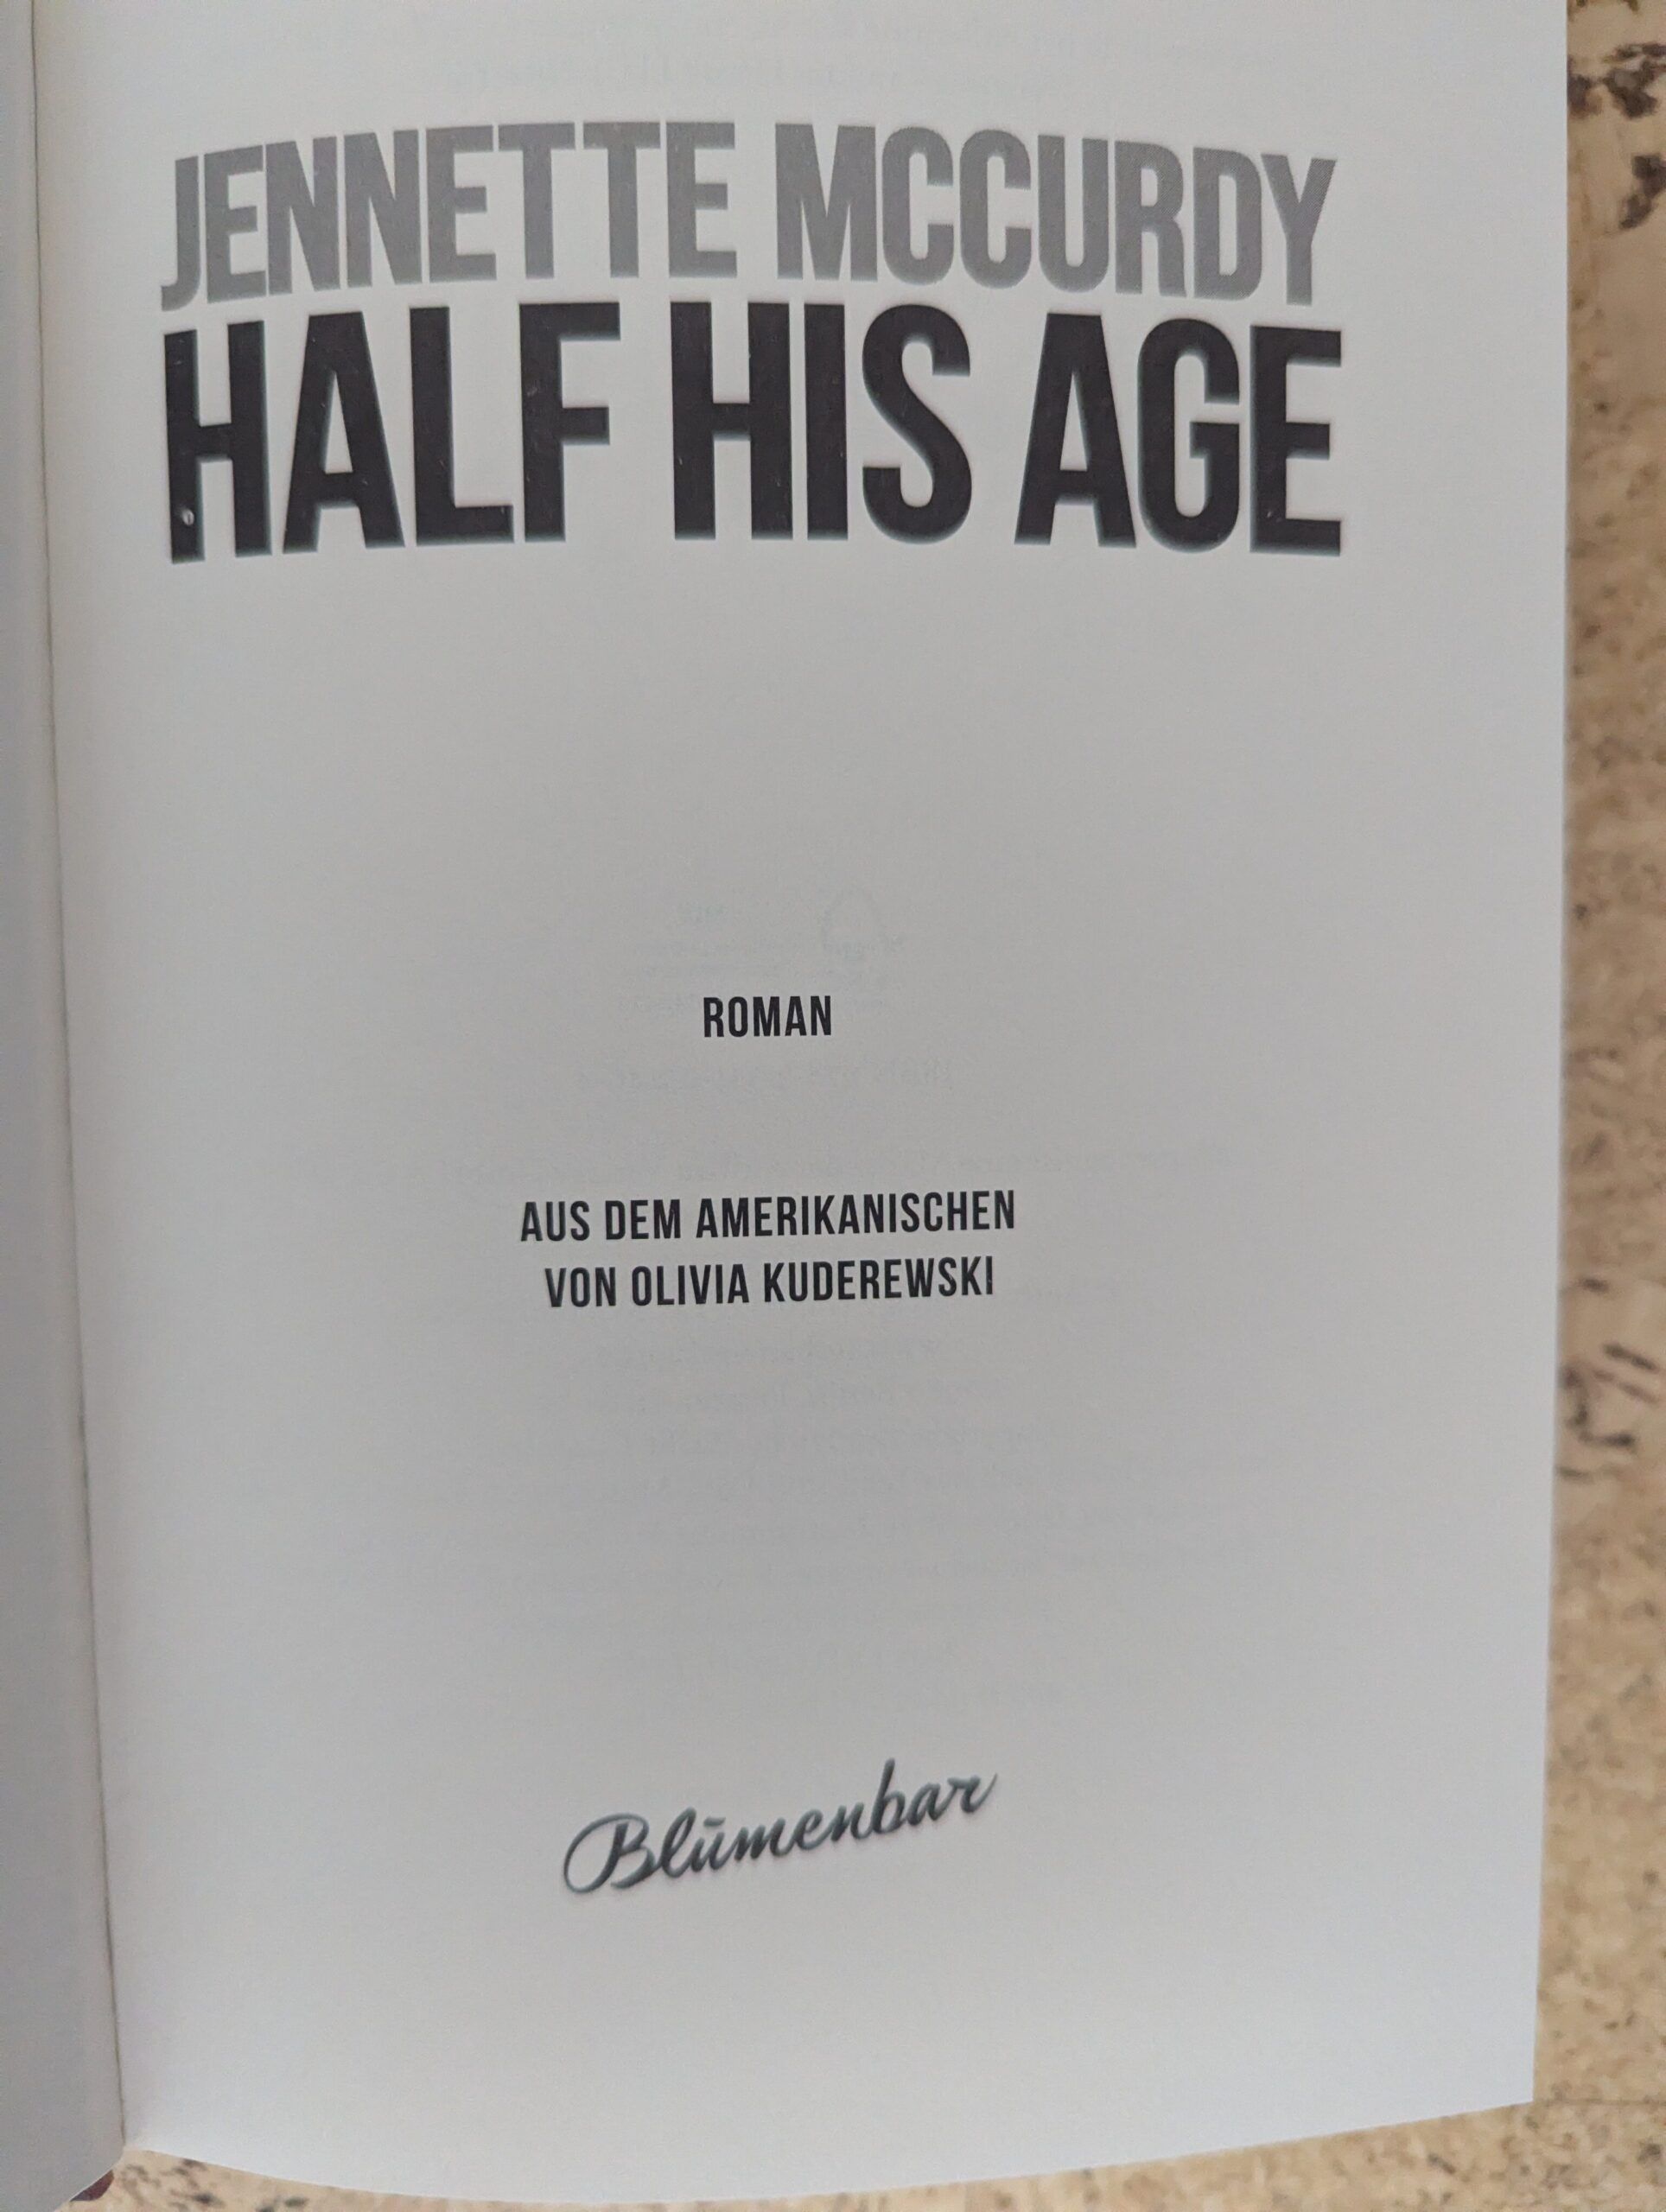 JENNETTE MCCURDY
HALF HIS AGE
ROMAN
AUS DEM AMERIKANISCHEN
VON OLIVIA KUDEREWSKI
Blumenbar